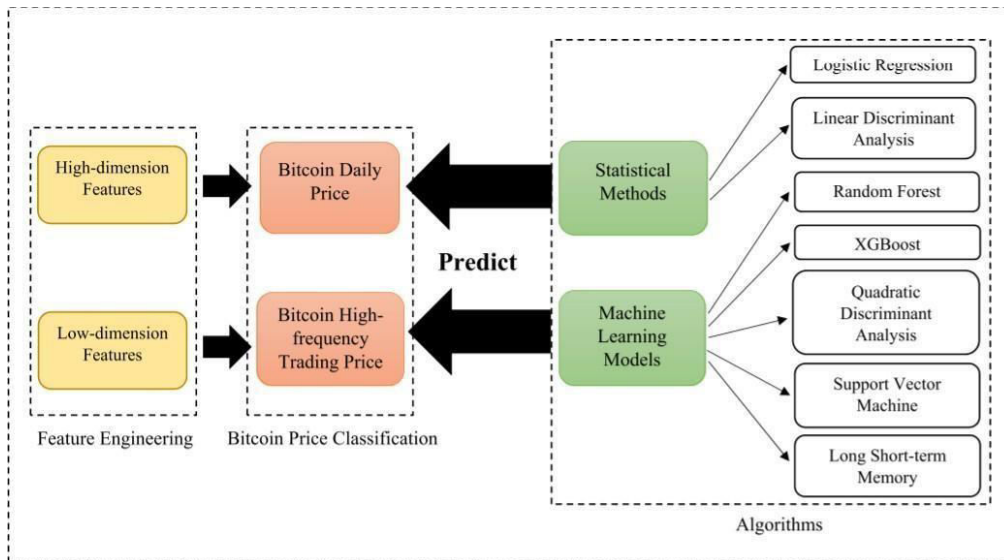 High-dimension
Features
Low-dimension
Features
Feature Engineering
Bitcoin Daily
Price
Bitcoin High-
frequency
Trading Price
Bitcoin Price Classification
Predict
Statistical
Methods
Machine
Learning
Models
Logistic Regression
Linear Discriminant
Analysis
Random Forest
XGBoost
Quadratic
Discriminant
Analysis
Support Vector
Machine
Long Short-term
Memory
Algorithms